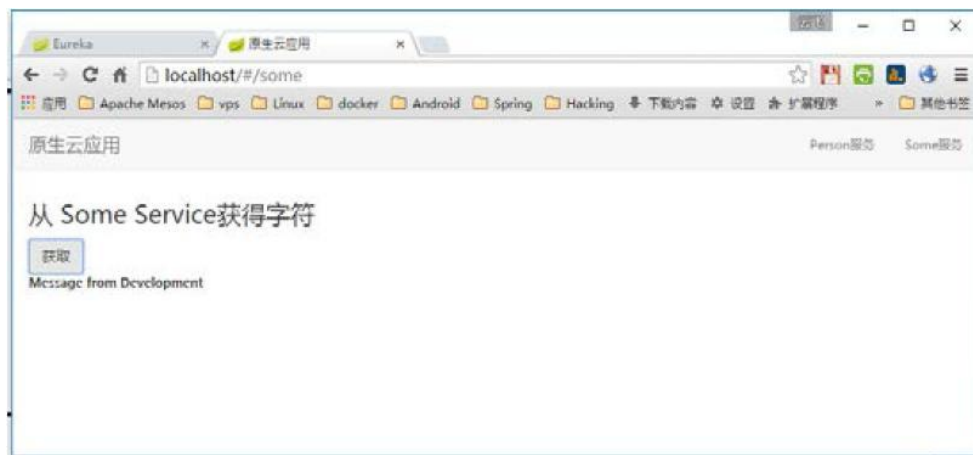 Eureka
原生云应用
localhost/#/some
应用 Apache Mesos vps Linux docker Android Spring Hacking 下载内容 设置 扩展程序 » 其他书签
原生云应用 Person服务 Some服务
从 Some Service获得字符
获取
Message from Development